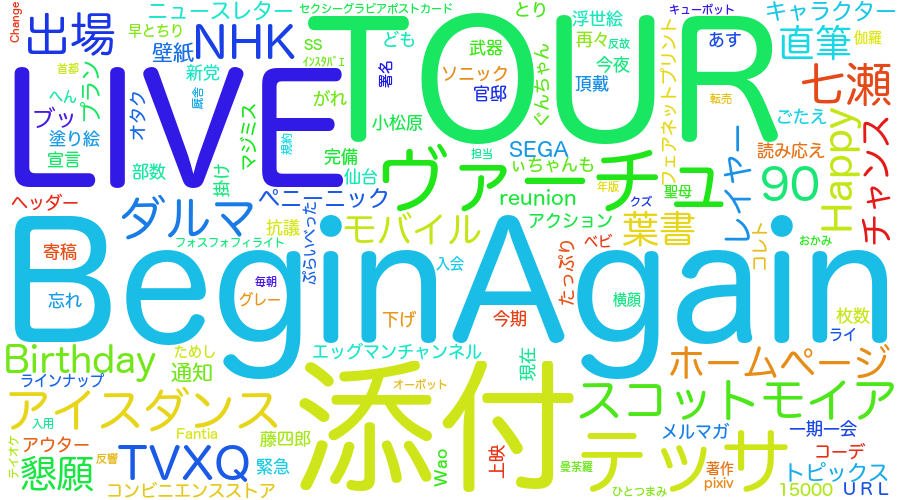 Change
ニュースレター
セクシーグラビアポストカード
とり
浮世絵
キューポット
キャラクター
出場
早とちり
壁紙
NHK
SS
ども
武器
再々
反故
あす
直筆
伽羅
首都
へん
プラン
オタク
新党
ｲﾝｽﾀﾊﾞｴ
署名
ソニック
官邸
ぐんちゃん
今夜
頂戴
フェアネットプリント
転売
七瀬
LIVE
TOUR
ブッ
厩舎
マジミス
がれ
小松原
ごたえ
塗り絵
宣言
規約
完備
担当
SEGA
読み応え
Happy
チャンス
部数
掛け
仙台
ヴァーチュ
ぃちゃんも
年版
クズ
聖母
90
レイヤー
ヘッダー
ダルマ
ペニーニック
reunion
抗議
ぷらいべった
モバイル
アクション
葉書
コレト
おかみ
寄稿
フォスフォフィライト
ベビ
たっぷり
BeginAgain
忘れ
毎朝
グレー
入会
横顔
下げ
今期
枚数
ライ
Birthday
ためし
通知
エッグマンチャンネル
現在
ホームページ
ラインナップ
オーボット
アイスダンス
添付
スコットモイア
入用
Fantia
藤四郎
メルマガ
一期一会
ティオケ
アウター
反響
懇願
TVXQ
緊急
Wao
上映
曼荼羅
テッサ
著作
pixiv
コーデ
トピックス
コンビニエンスストア
ひとつまみ
15000
ＵＲＬ